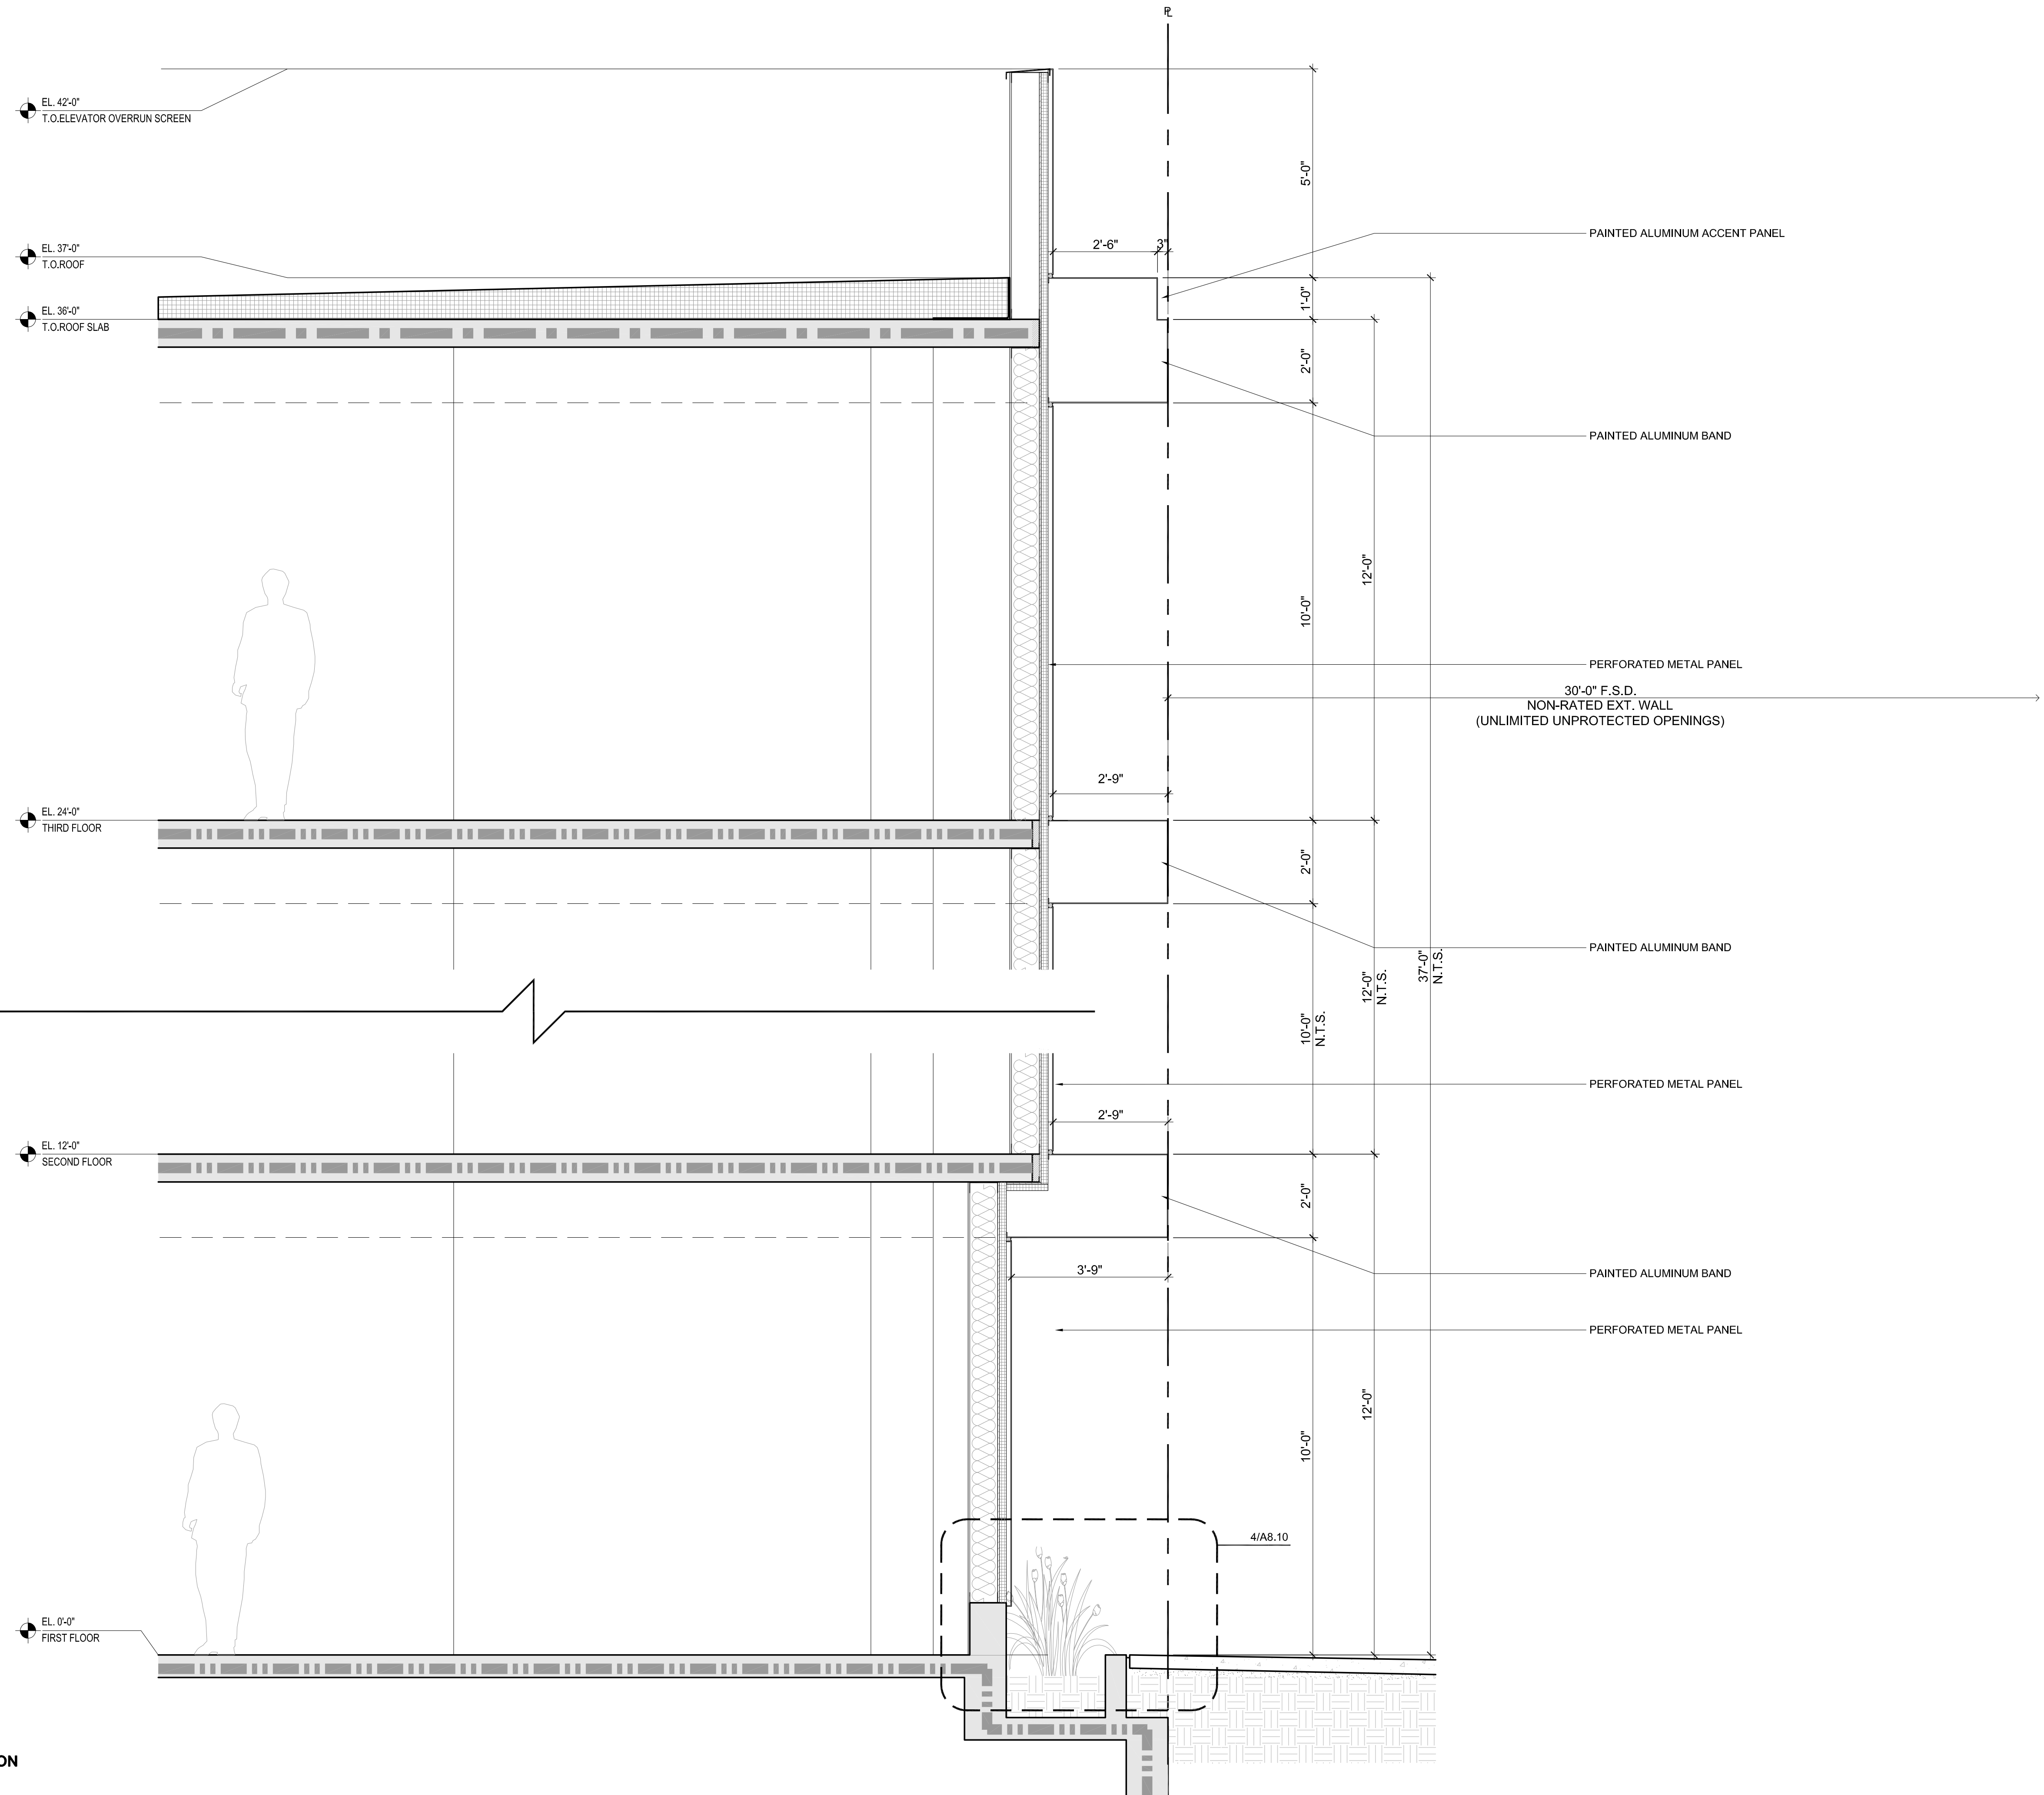 PL
EL. 42'-0"
T.O.ELEVATOR OVERRUN SCREEN
5'-0"
PAINTED ALUMINUM ACCENT PANEL
2'-6"
3"
EL. 37'-0"
T.O.ROOF
1'-0"
EL. 36'-0"
T.O.ROOF SLAB
2'-0"
PAINTED ALUMINUM BAND
12'-0"
10'-0"
PERFORATED METAL PANEL
30'-0" F.S.D.
NON-RATED EXT. WALL
(UNLIMITED UNPROTECTED OPENINGS)
2'-9"
EL. 24'-0"
THIRD FLOOR
2'-0"
PAINTED ALUMINUM BAND
37'-0"
N.T.S.
12'-0"
N.T.S.
10'-0"
N.T.S.
PERFORATED METAL PANEL
2'-9"
EL. 12'-0"
SECOND FLOOR
2'-0"
3'-9"
PAINTED ALUMINUM BAND
PERFORATED METAL PANEL
12'-0"
10'-0"
4/A8.10
EL. 0'-0"
FIRST FLOOR
ON